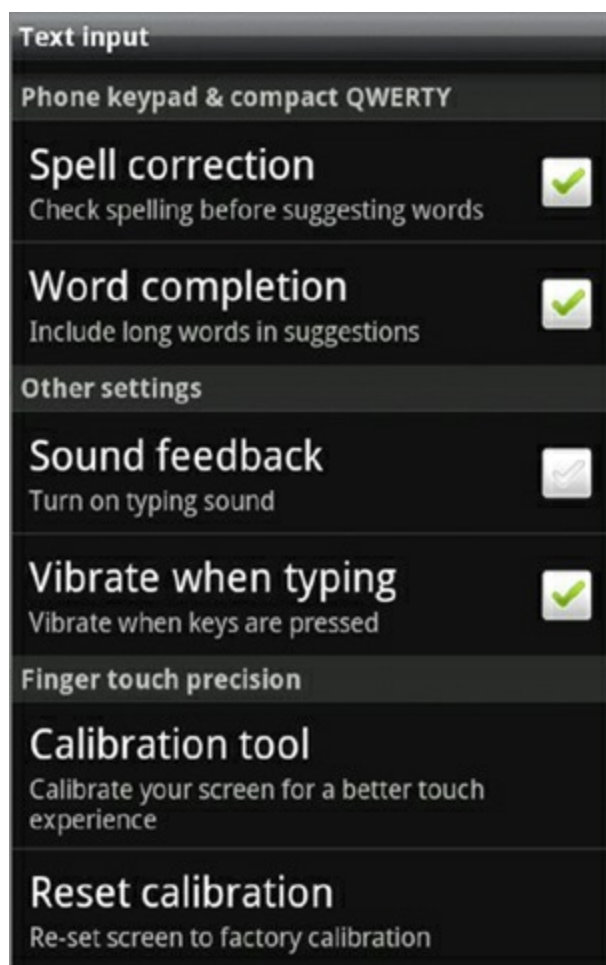 Text input
Phone keypad & compact QWERTY
Spell correction
Check spelling before suggesting words
Word completion
Include long words in suggestions
Other settings
Sound feedback
Turn on typing sound
Vibrate when typing
Vibrate when keys are pressed
Finger touch precision
Calibration tool
Calibrate your screen for a better touch
experience
Reset calibration
Re-set screen to factory calibration